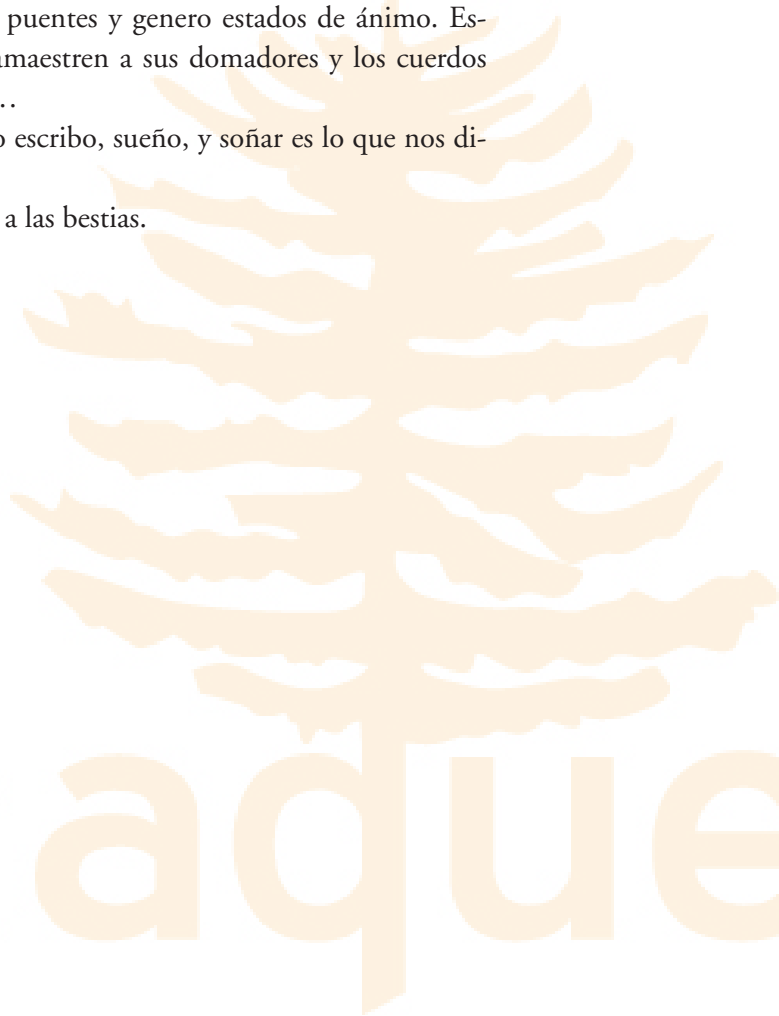 puentes y genero estados de ánimo. Es-
amaestren a sus domadores y los cuerdos
…
escribo, sueño, y soñar es lo que nos di-
a las bestias.
aque